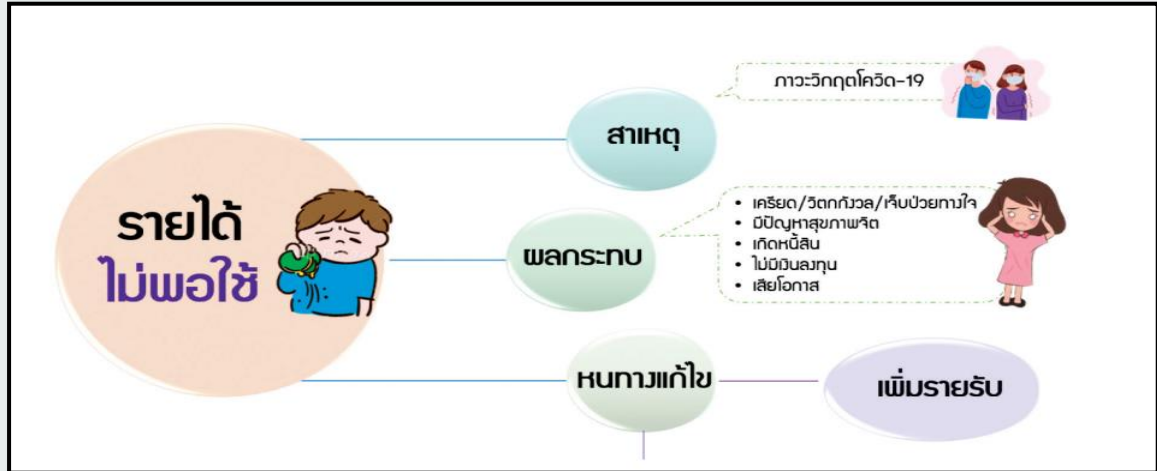 รายได้
ไม่พอใช้
สาเหตุ
ภาวะวิกฤตโควิด-19
ผลกระทบ
• เครียด/วิตกกังวล/เจ็บป่วยทางใจ
• มีปัญหาสุขภาพจิต
• เกิดหนี้สิน
• ไม่มีเงินลงทุน
• เสียโอกาส
หนทางแก้ไข
เพิ่มรายรับ